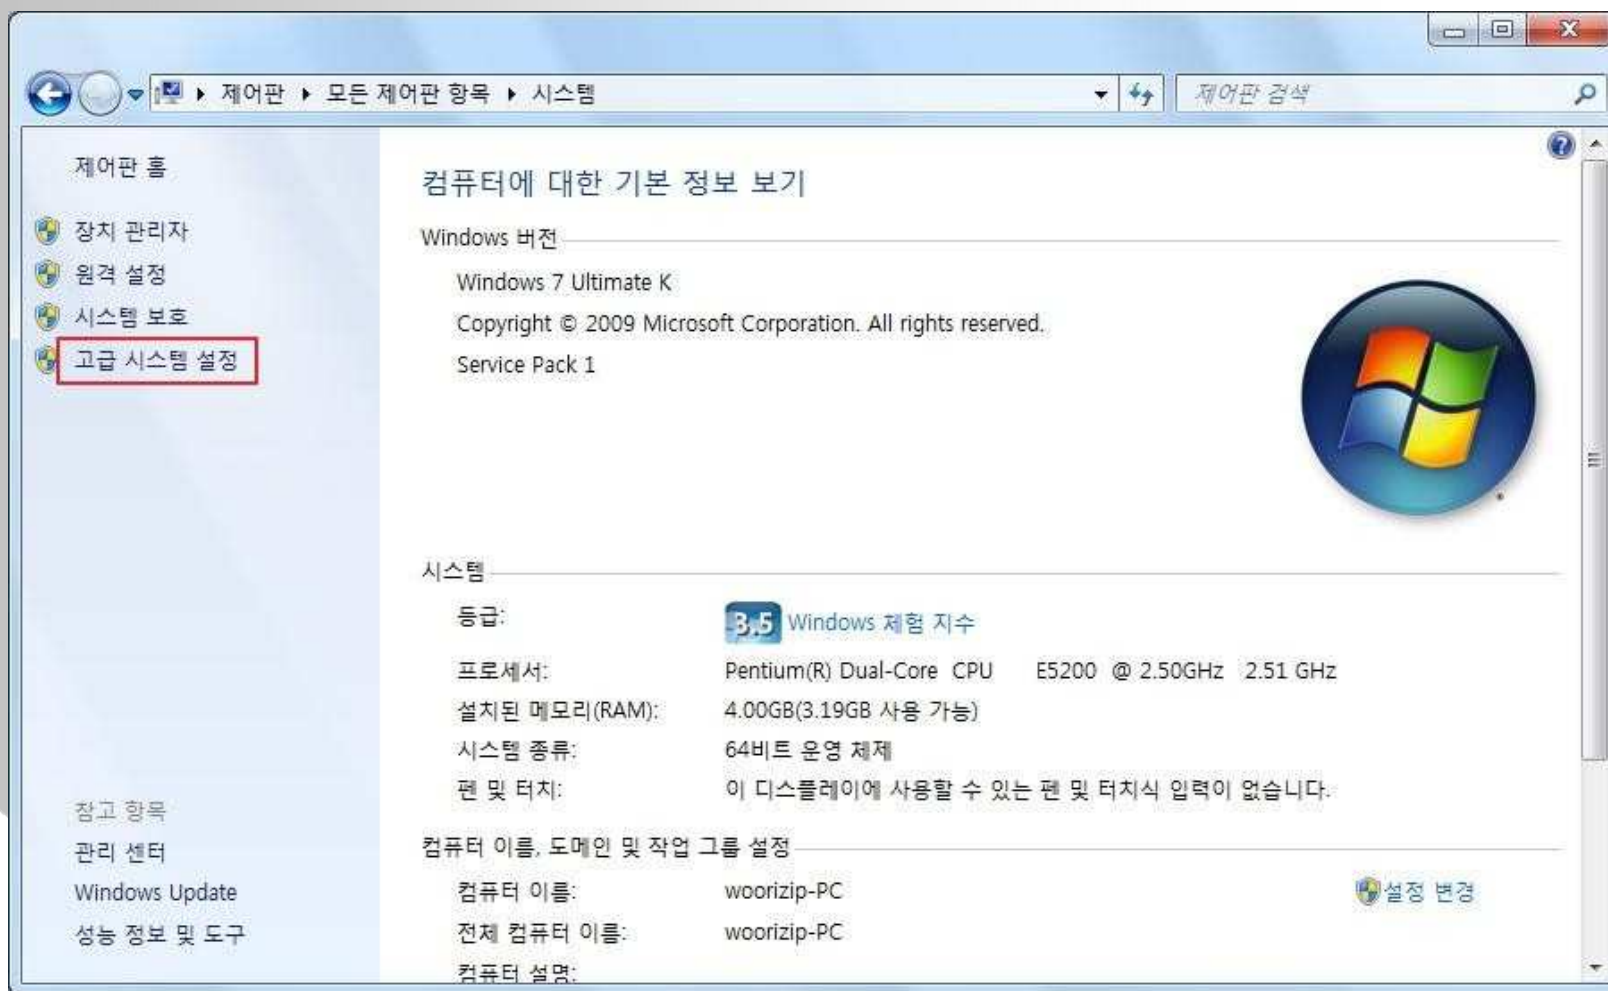 제어판 ▶ 모든 제어판 항목 ▶ 시스템
제어판 검색
제어판 홈
장치 관리자
원격 설정
시스템 보호
고급 시스템 설정
참고 항목
관리 센터
Windows Update
성능 정보 및 도구
컴퓨터에 대한 기본 정보 보기
Windows 버전
Windows 7 Ultimate K
Copyright © 2009 Microsoft Corporation. All rights reserved.
Service Pack 1
시스템
등급: 3.5 Windows 체험 지수
프로세서: Pentium(R) Dual-Core CPU E5200 @ 2.50GHz 2.51 GHz
설치된 메모리(RAM): 4.00GB(3.19GB 사용 가능)
시스템 종류: 64비트 운영 체제
펜 및 터치: 이 디스플레이에 사용할 수 있는 펜 및 터치식 입력이 없습니다.
컴퓨터 이름, 도메인 및 작업 그룹 설정
컴퓨터 이름: woorizip-PC 설정 변경
전체 컴퓨터 이름: woorizip-PC
컴퓨터 설명: